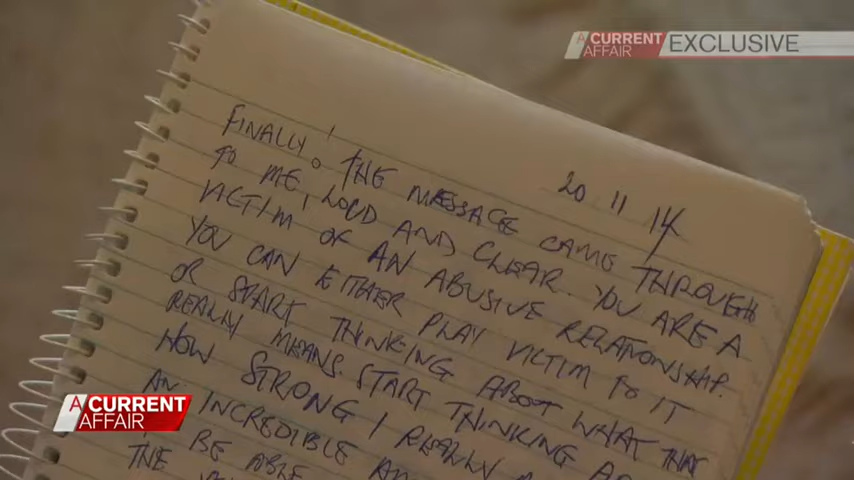 A CURRENT AFFAIR EXCLUSIVE
20 11 14
FINALLY! THE MESSAGE CAME THROUGH
TO ME, LOUD AND CLEAR. YOU ARE A
VICTIM OF AN ABUSIVE RELATIONSHIP.
YOU CAN EITHER PLAY VICTIM TO IT
OR START THINKING ABOUT WHAT THAT
REALLY MEANS. START THINKING
HOW STRONG I REALLY
AN INCREDIBLE
BE ABLE
THE
A CURRENT AFFAIR